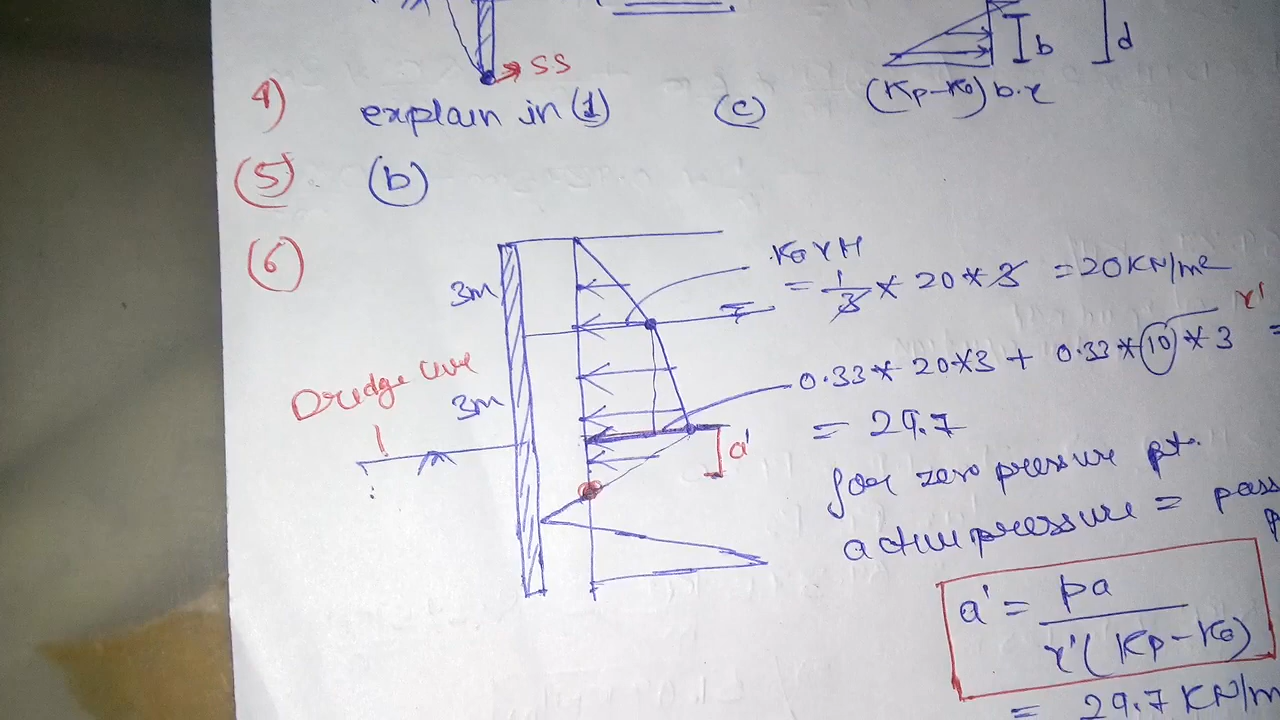 SS
b
d
4)
explain in (1)
(c)
(Kp-Ka) b.r
(5)
(b)
(6)
3m
KaγH
= 1/3 * 20 * 3 = 20 KN/m2
γ'
0.33 * 20*3 + 0.33 * 10 * 3 =
= 29.7
Dredge line
3m
a'
for zero pressure pt.
active pressure = pass
a' = pa / γ'(Kp-Ka)
= 29.7 KN/m